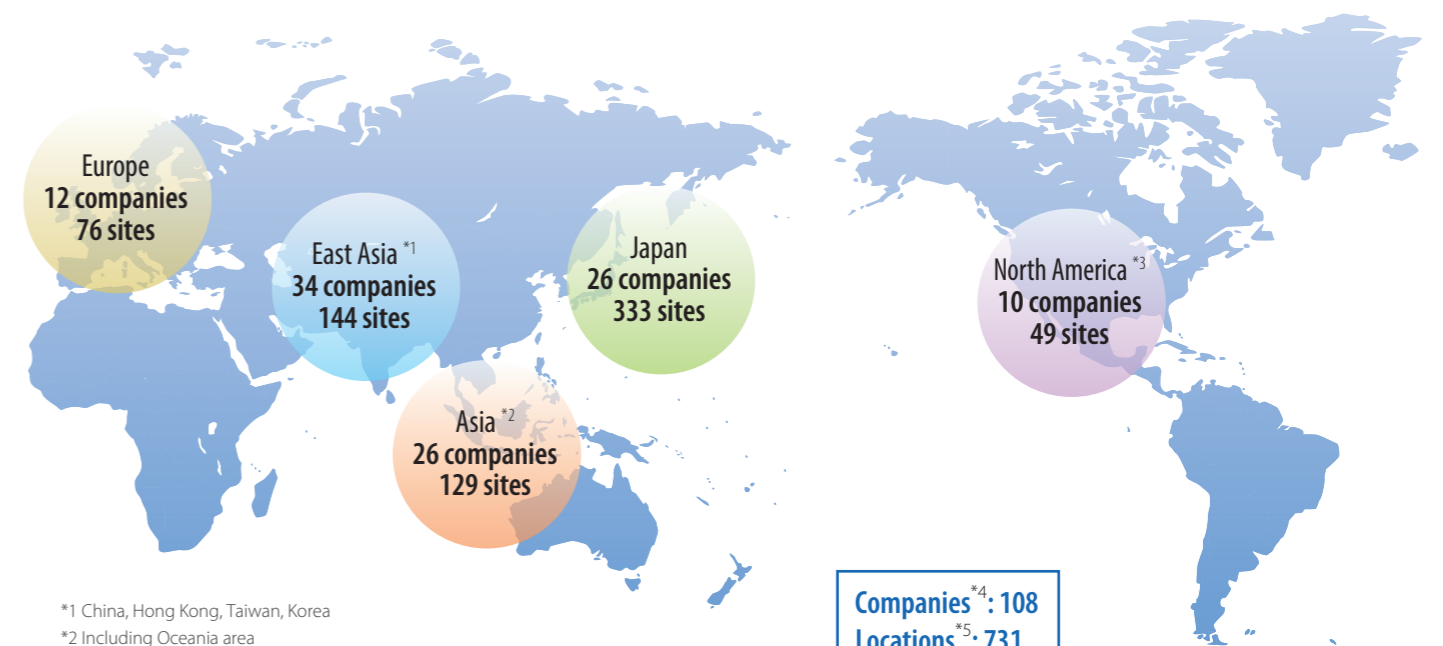 Europe
12 companies
76 sites
East Asia *1
34 companies
144 sites
Japan
26 companies
333 sites
North America *3
10 companies
49 sites
Asia *2
26 companies
129 sites
*1 China, Hong Kong, Taiwan, Korea
*2 Including Oceania area
Companies*4: 108
Locations*5: 731